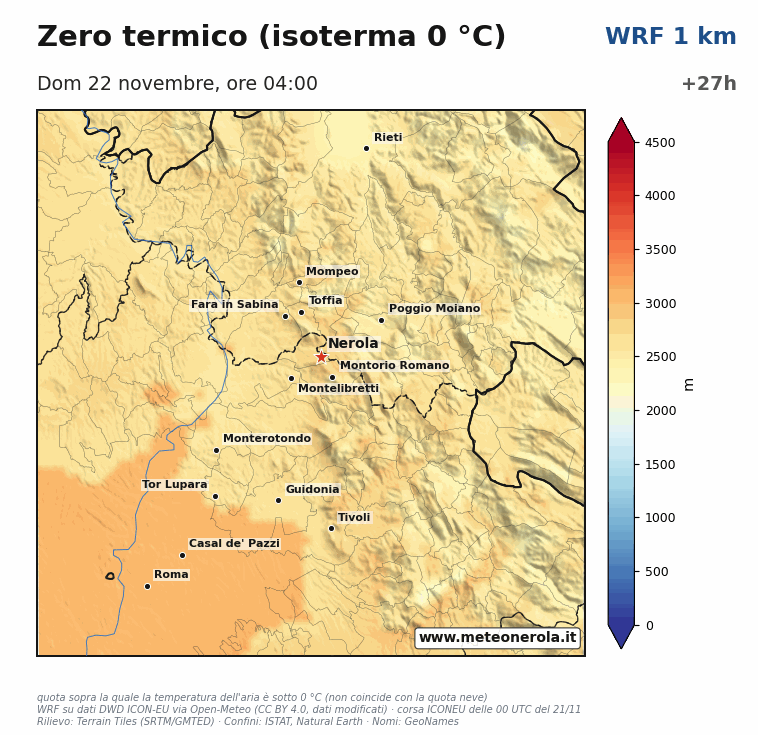 Zero termico (isoterma 0 °C)
WRF 1 km
Dom 22 novembre, ore 04:00
+27h
Rieti
Mompeo
Fara in Sabina
Toffia
Poggio Moiano
Nerola
Montorio Romano
Montelibretti
Monterotondo
Tor Lupara
Guidonia
Tivoli
Casal de' Pazzi
Roma
www.meteonerola.it
4500
4000
3500
3000
2500
2000
1500
1000
500
0
m
quota sopra la quale la temperatura dell'aria è sotto 0 °C (non coincide con la quota neve)
WRF su dati DWD ICON-EU via Open-Meteo (CC BY 4.0, dati modificati) · corsa ICONEU delle 00 UTC del 21/11
Rilievo: Terrain Tiles (SRTM/GMTED) · Confini: ISTAT, Natural Earth · Nomi: GeoNames